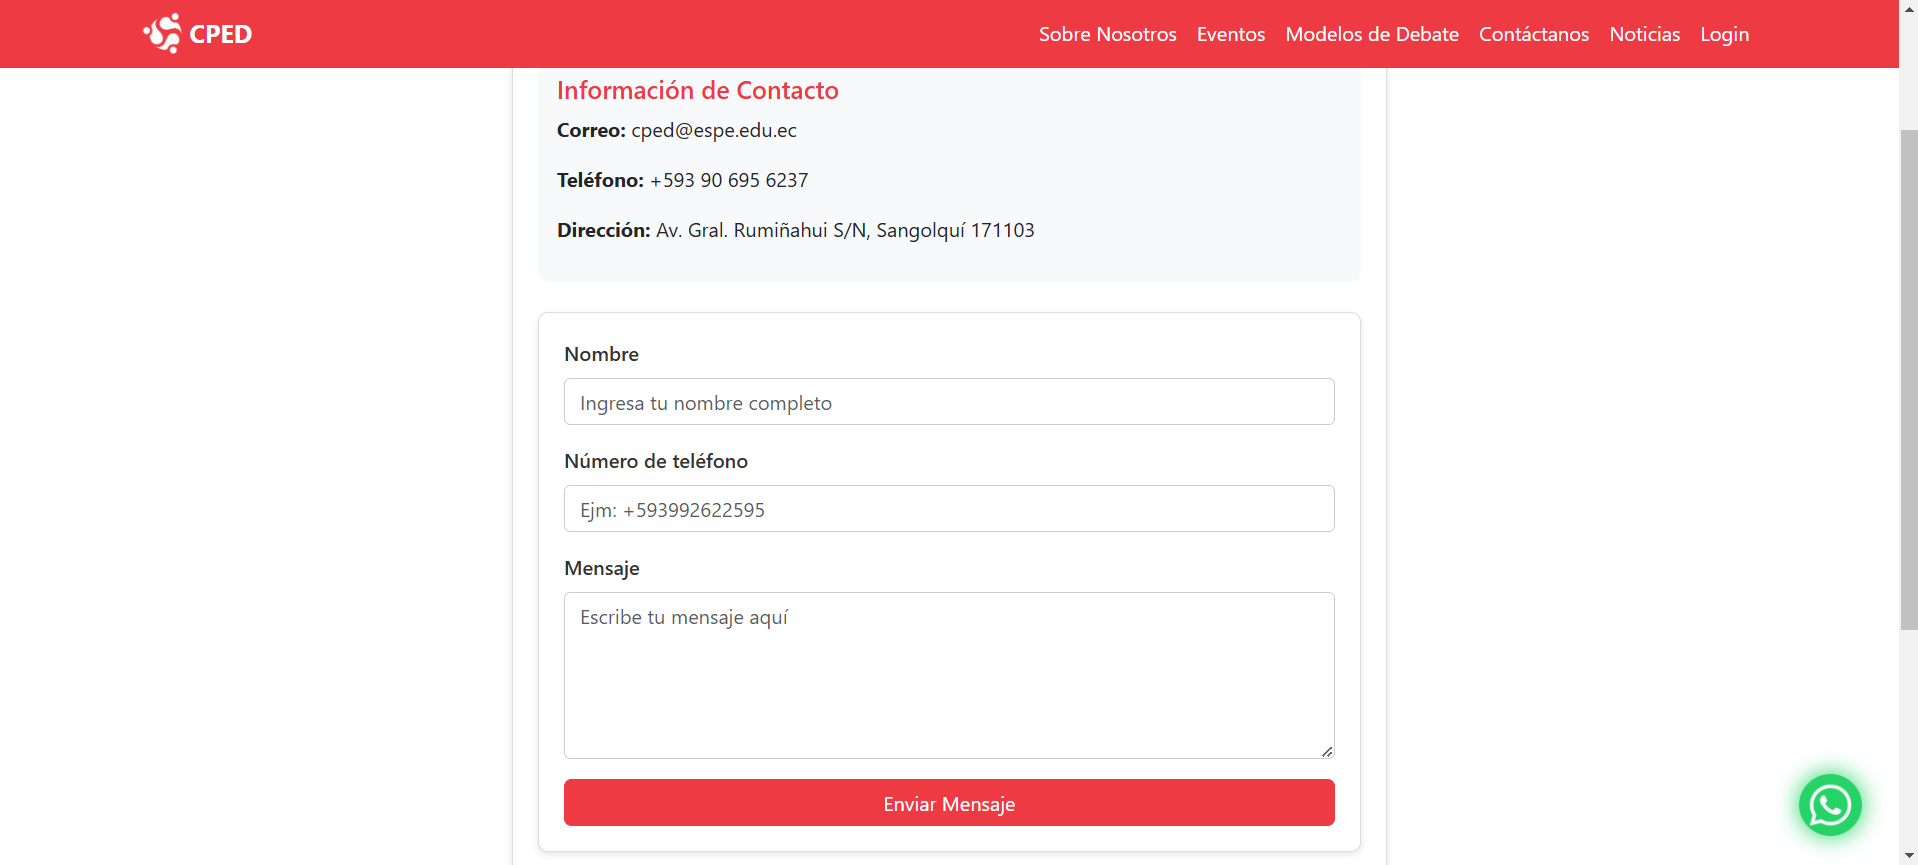 CPED
Sobre Nosotros Eventos Modelos de Debate Contáctanos Noticias Login
Información de Contacto
Correo: cped@espe.edu.ec
Teléfono: +593 90 695 6237
Dirección: Av. Gral. Rumiñahui S/N, Sangolquí 171103
Nombre
Ingresa tu nombre completo
Número de teléfono
Ejm: +593992622595
Mensaje
Escribe tu mensaje aquí
Enviar Mensaje